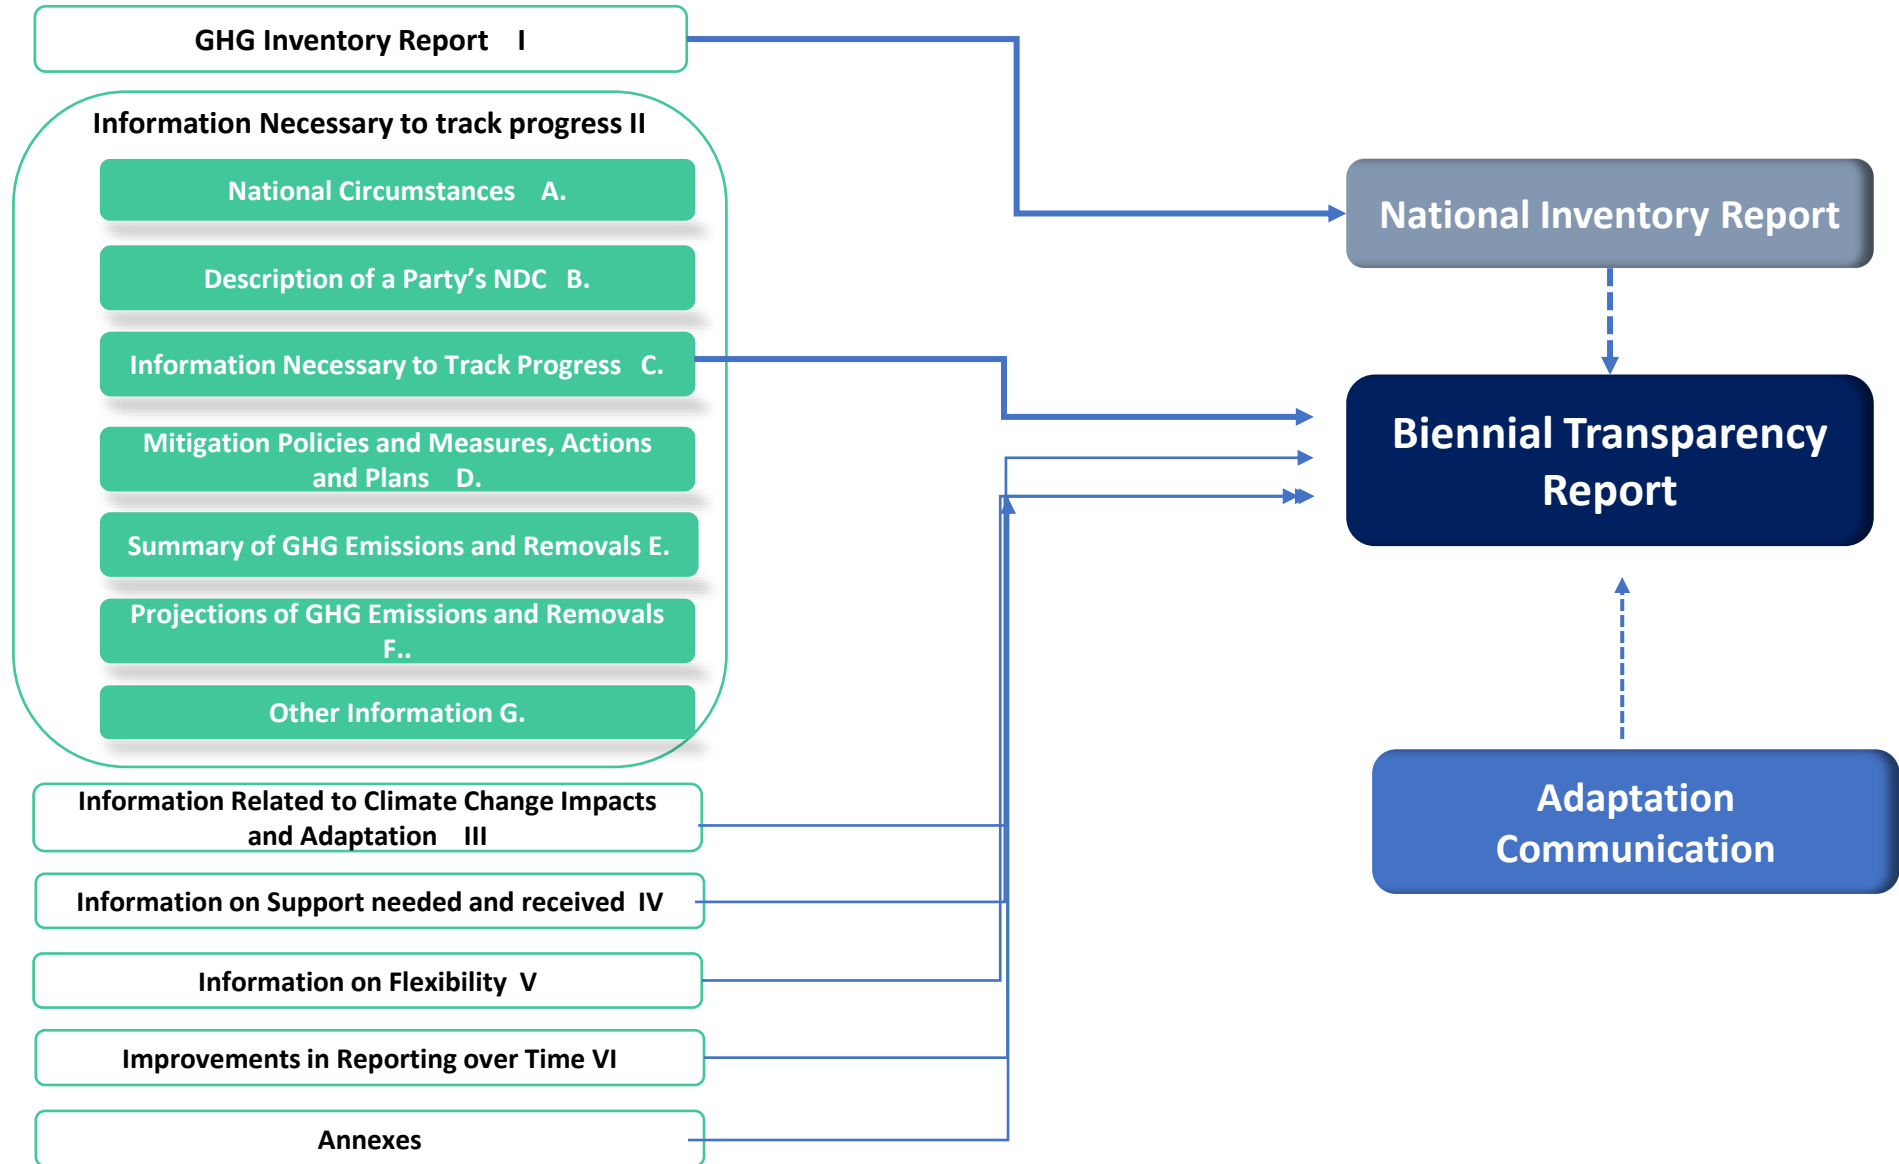 GHG Inventory Report I
Information Necessary to track progress II
National Circumstances A.
Description of a Party’s NDC B.
Information Necessary to Track Progress C.
Mitigation Policies and Measures, Actions
and Plans D.
Summary of GHG Emissions and Removals E.
Projections of GHG Emissions and Removals
F..
Other Information G.
Information Related to Climate Change Impacts
and Adaptation III
Information on Support needed and received IV
Information on Flexibility V
Improvements in Reporting over Time VI
Annexes
National Inventory Report
Biennial Transparency
Report
Adaptation
Communication